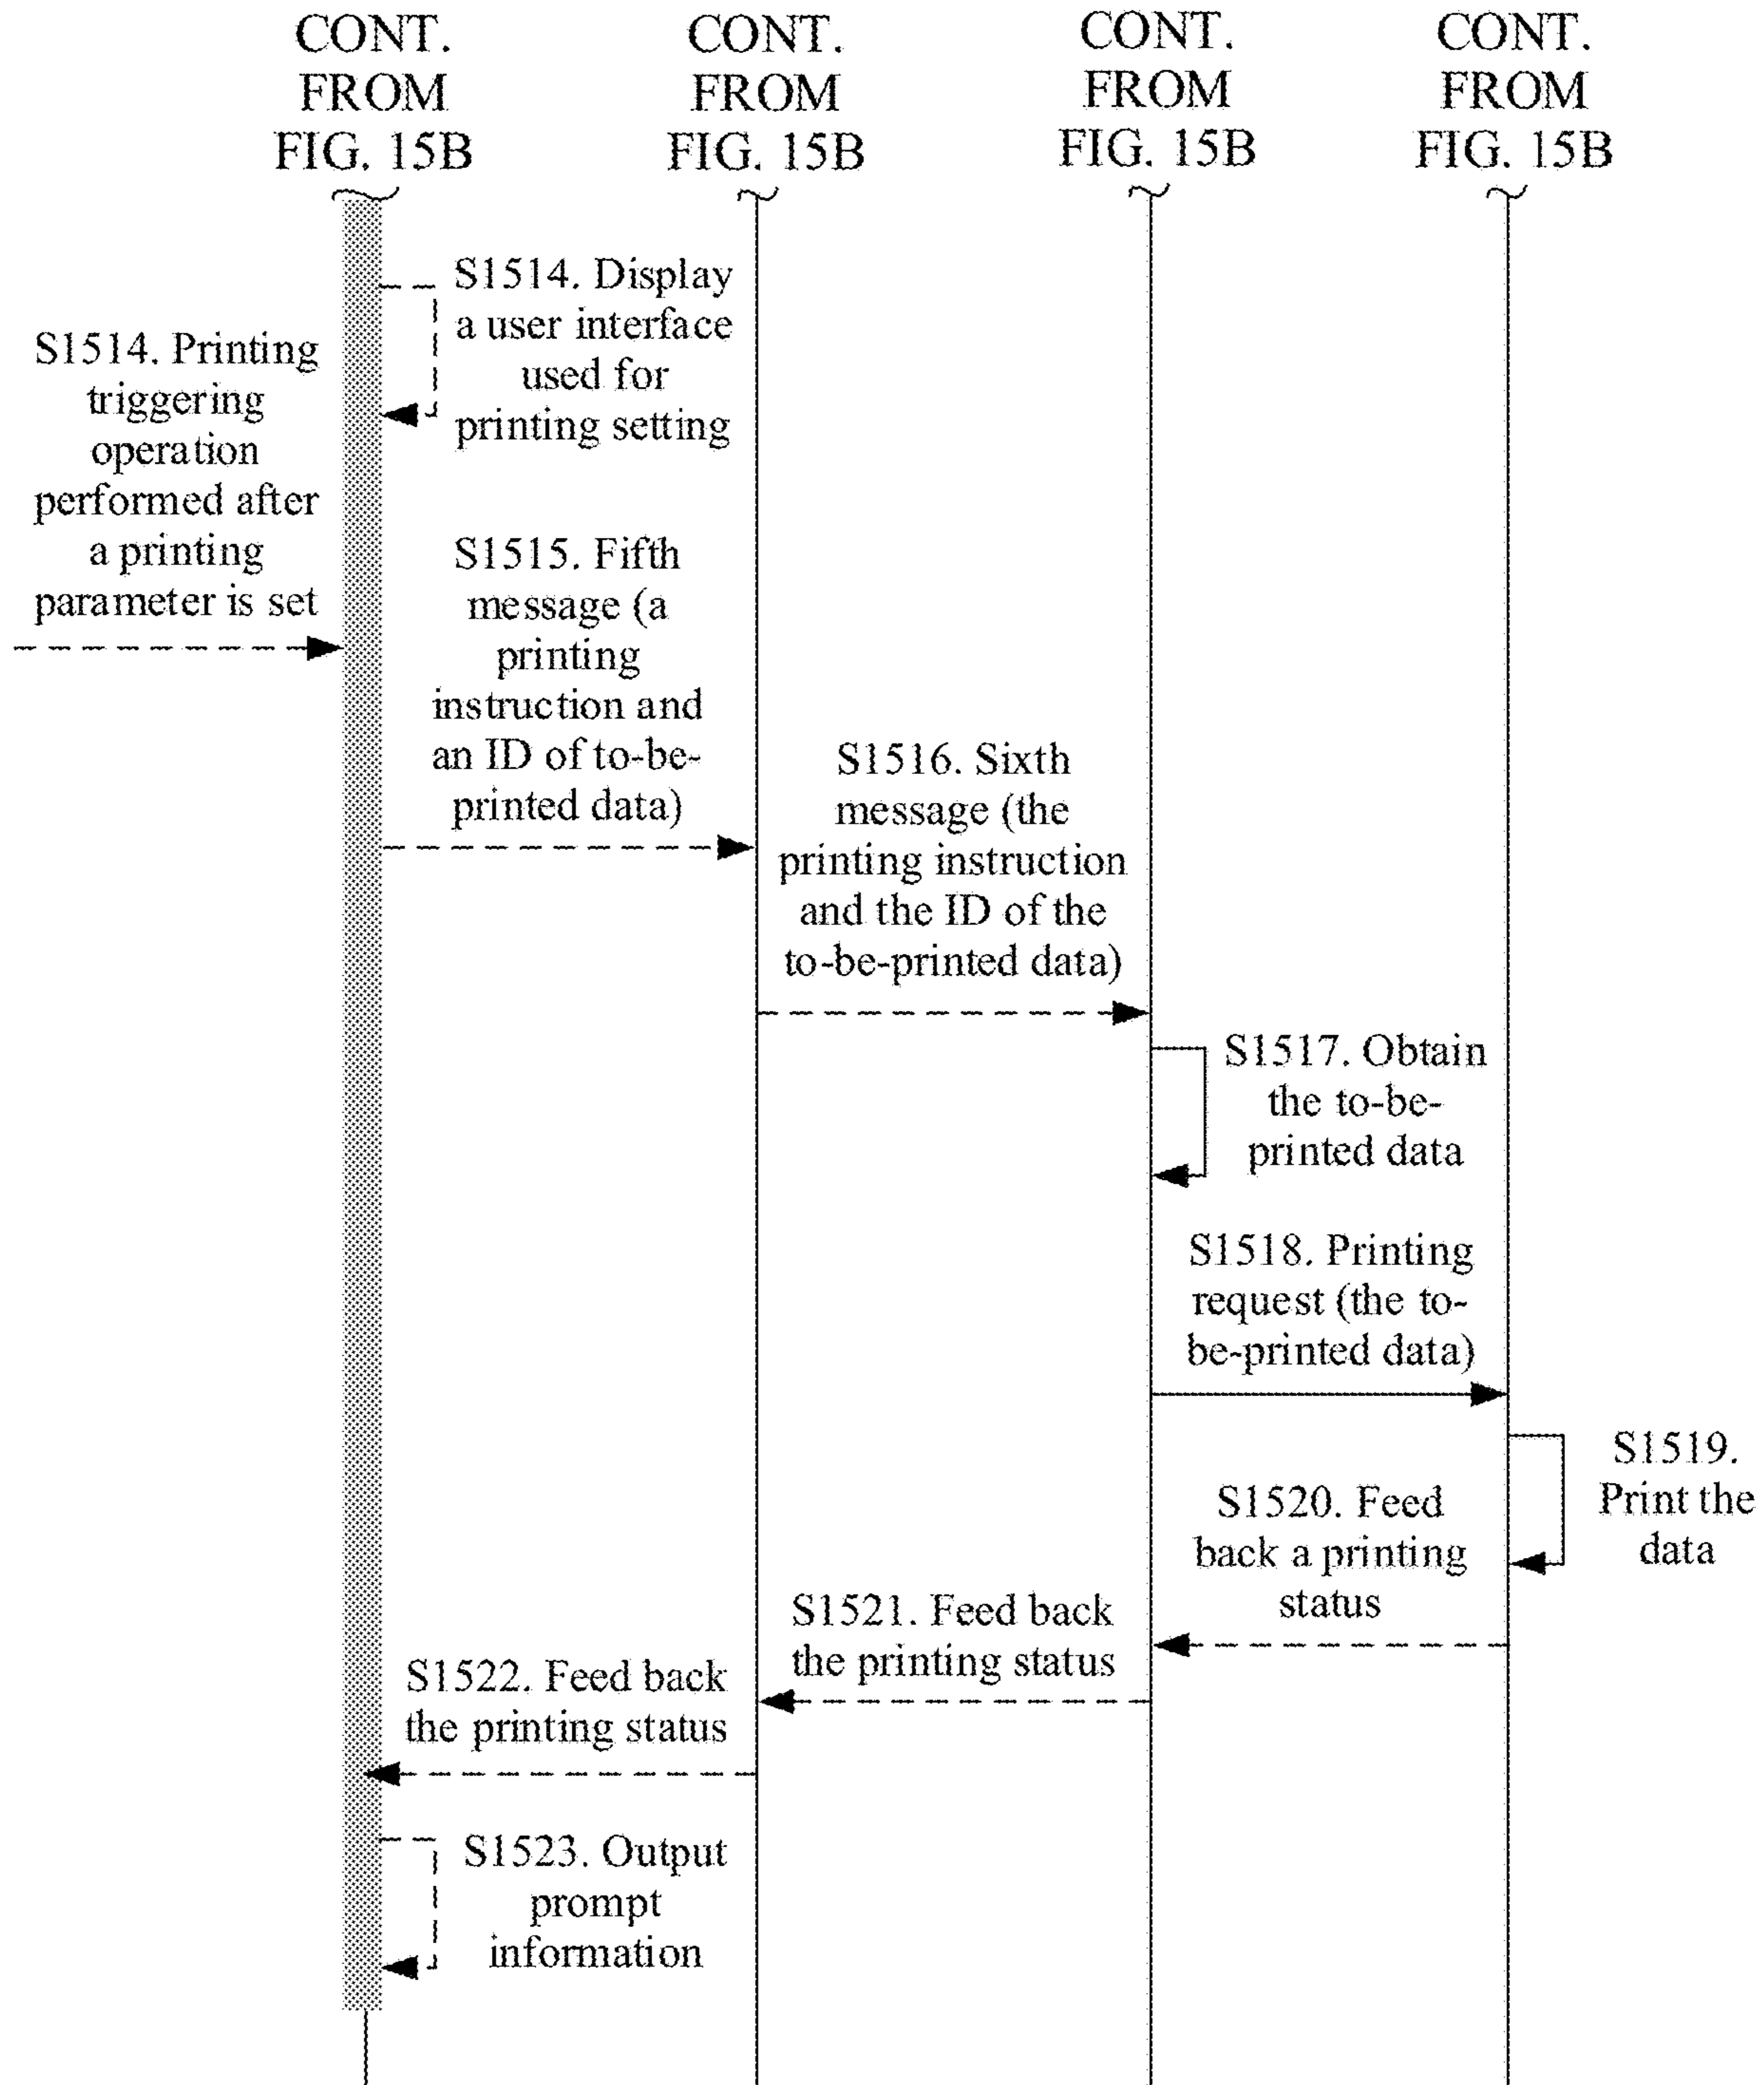 CONT.
FROM
FIG. 15B
CONT.
FROM
FIG. 15B
CONT.
FROM
FIG. 15B
CONT.
FROM
FIG. 15B
S1514. Display
a user interface
used for
printing setting
S1514. Printing
triggering
operation
performed after
a printing
parameter is set
S1515. Fifth
message (a
printing
instruction and
an ID of to-be-
printed data)
S1516. Sixth
message (the
printing instruction
and the ID of the
to-be-printed data)
S1517. Obtain
the to-be-
printed data
S1518. Printing
request (the to-
be-printed data)
S1519.
Print the
data
S1520. Feed
back a printing
status
S1521. Feed back
the printing status
S1522. Feed back
the printing status
S1523. Output
prompt
information